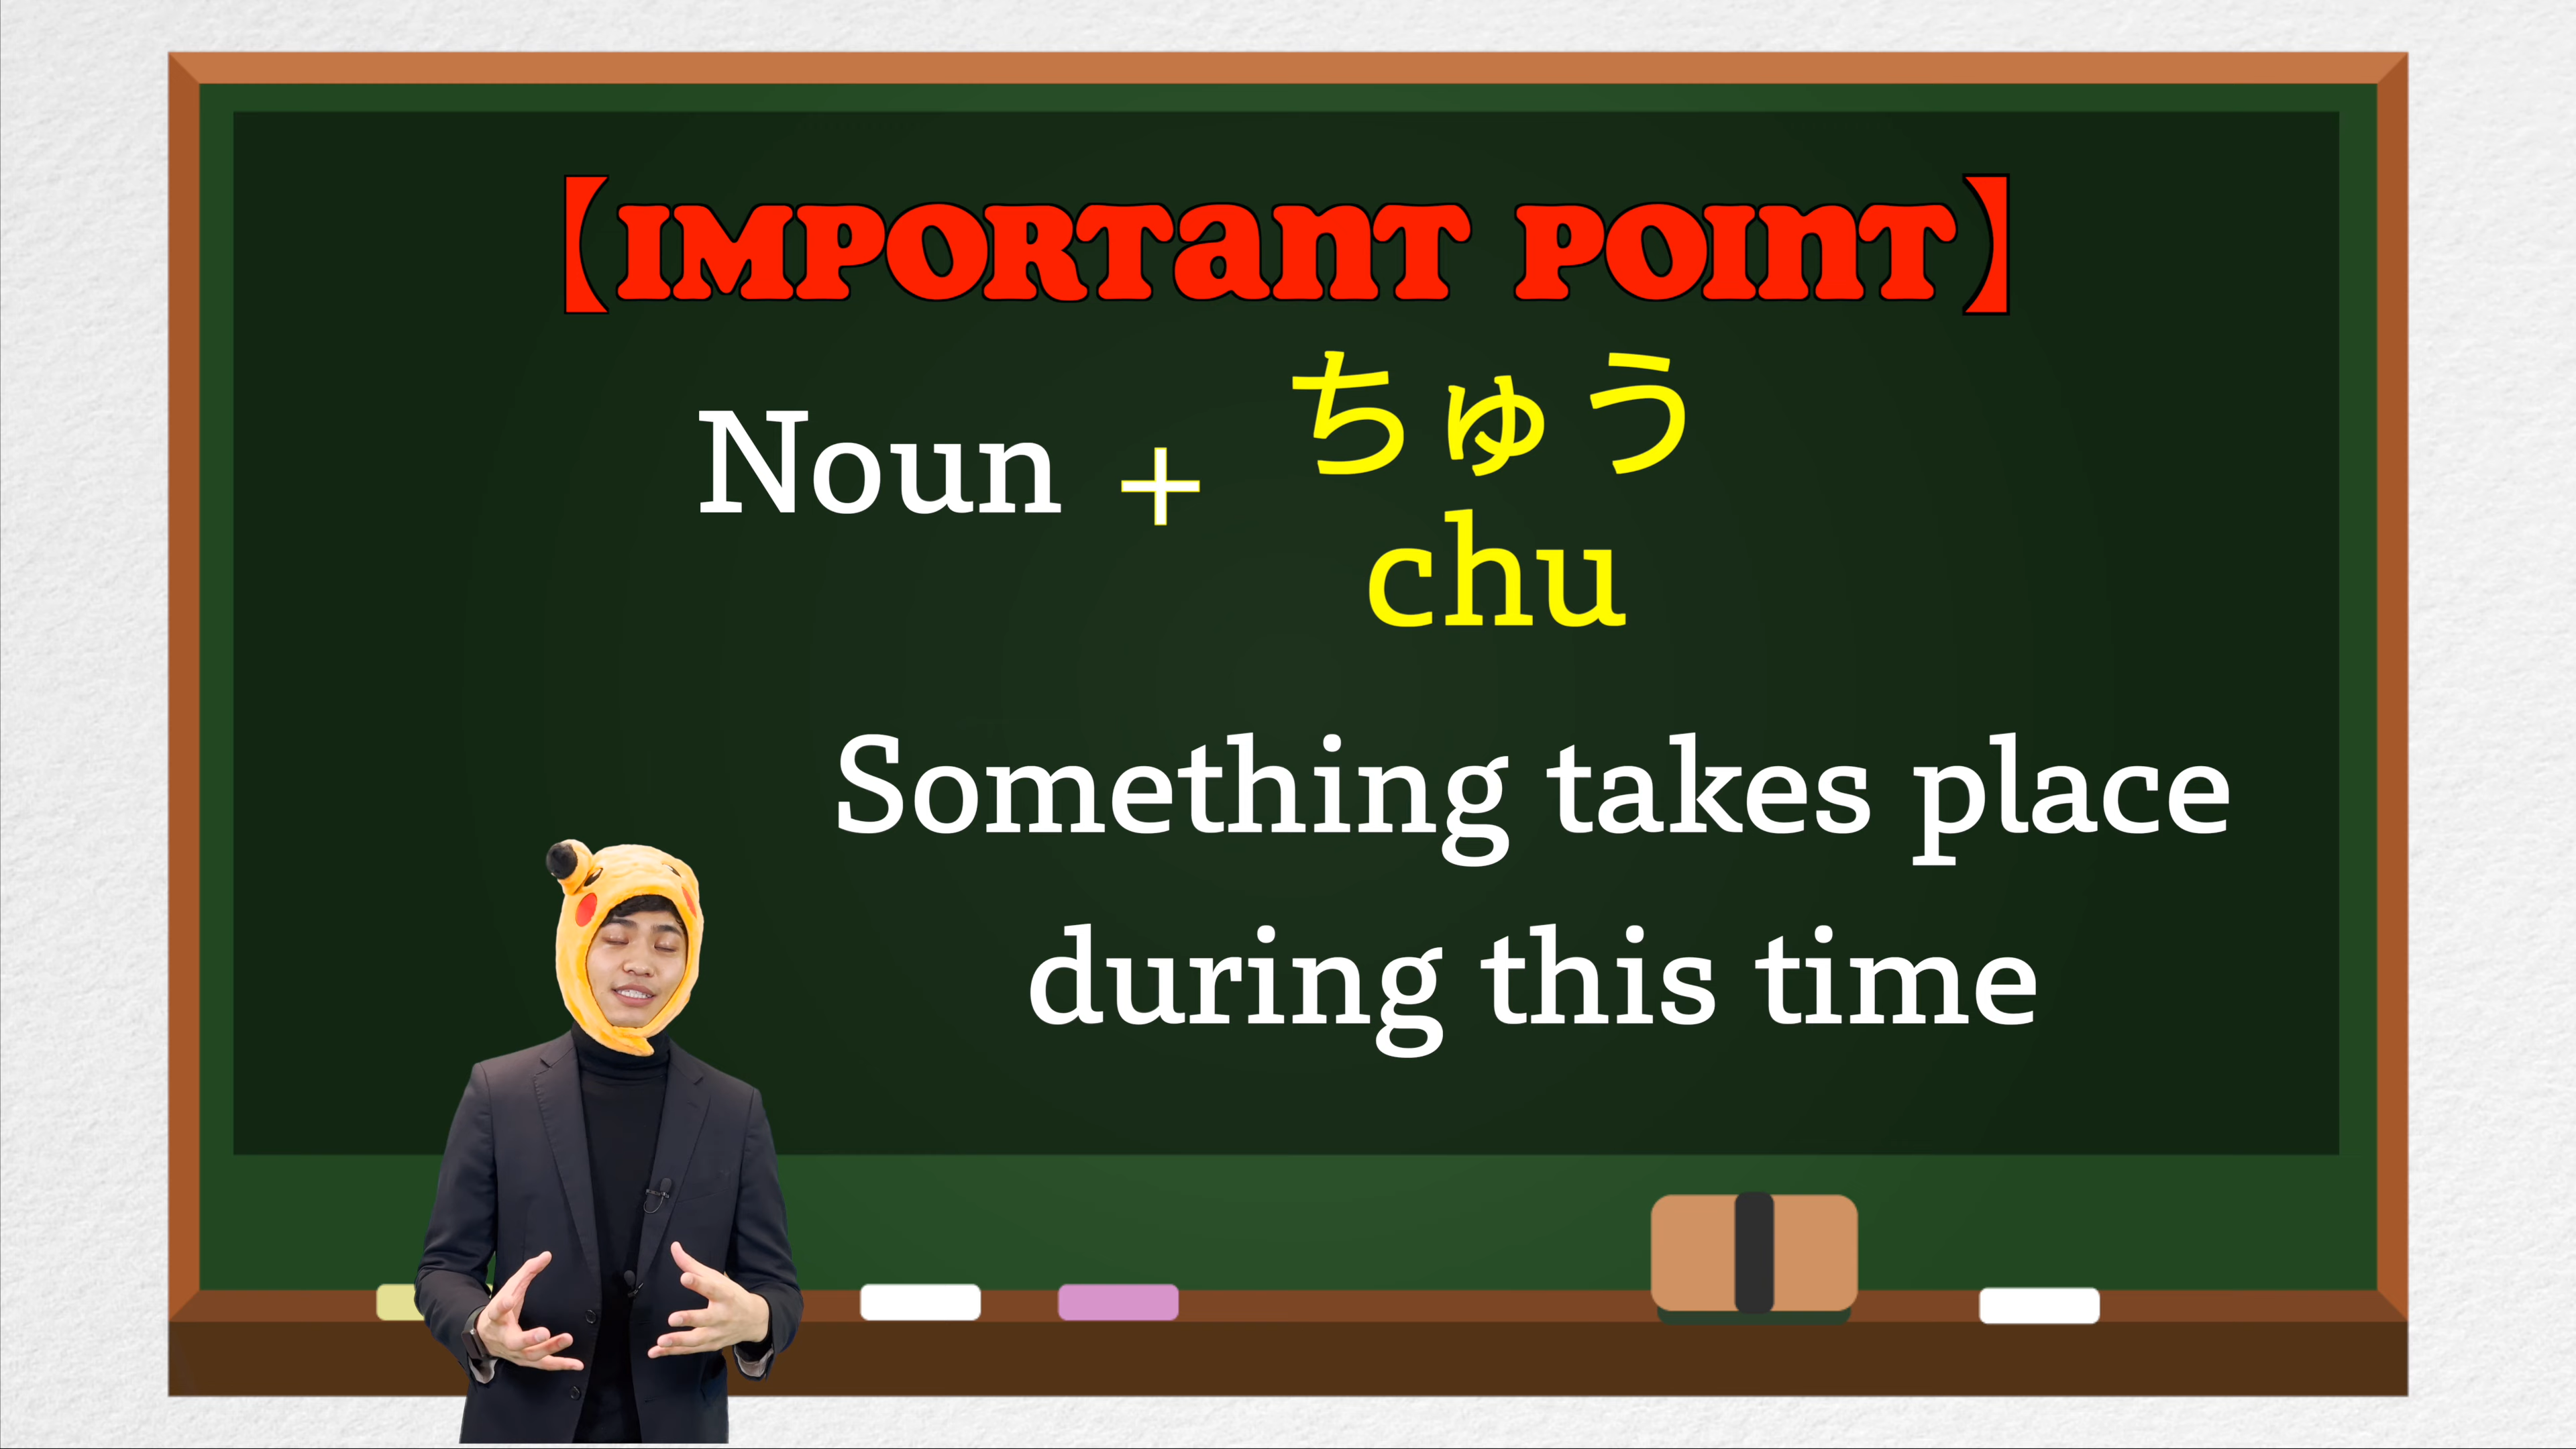 【IMPORTANT POINT】
Noun + ちゅう
chu
Something takes place
during this time